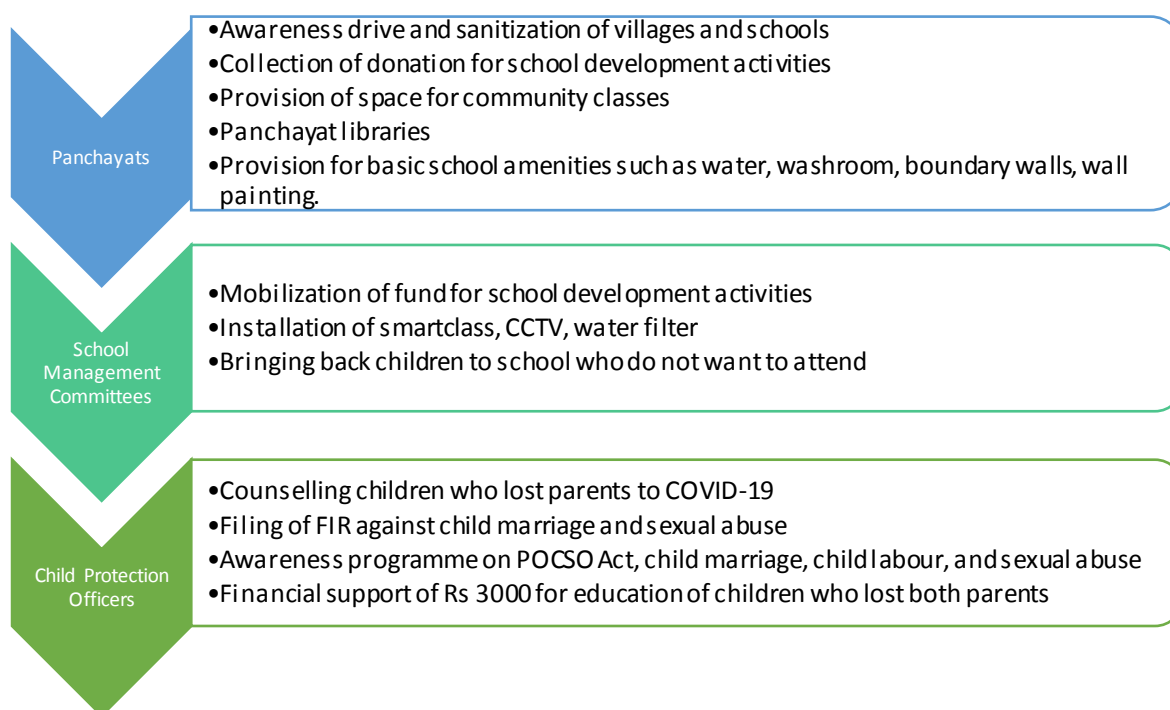 Panchayats
•Awareness drive and sanitization of villages and schools
•Collection of donation for school development activities
•Provision of space for community classes
•Panchayat libraries
•Provision for basic school amenities such as water, washroom, boundary walls, wall
painting.
School
Management
Committees
•Mobilization of fund for school development activities
•Installation of smartclass, CCTV, water filter
•Bringing back children to school who do not want to attend
Child Protection
Officers
•Counselling children who lost parents to COVID-19
•Filing of FIR against child marriage and sexual abuse
•Awareness programme on POCSO Act, child marriage, child labour, and sexual abuse
•Financial support of Rs 3000 for education of children who lost both parents